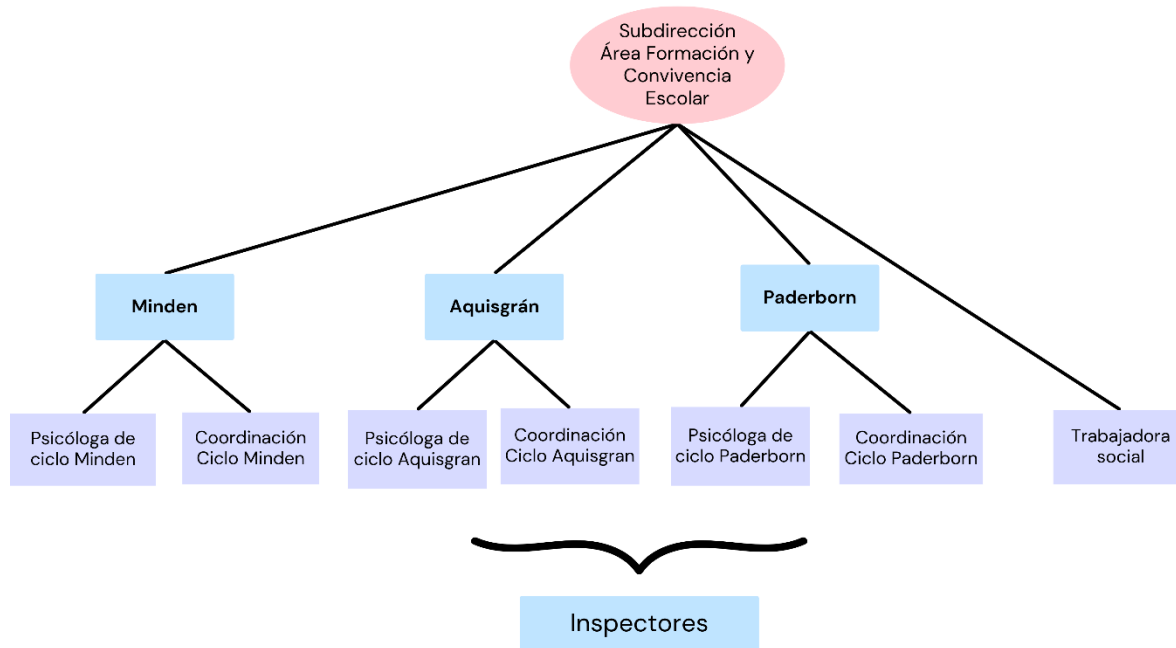 Subdirección
Área Formación y
Convivencia
Escolar
Minden
Aquisgrán
Paderborn
Psicóloga de
ciclo Minden
Coordinación
Ciclo Minden
Psicóloga de
ciclo Aquisgran
Coordinación
Ciclo Aquisgran
Psicóloga de
ciclo Paderborn
Coordinación
Ciclo Paderborn
Trabajadora
social
Inspectores